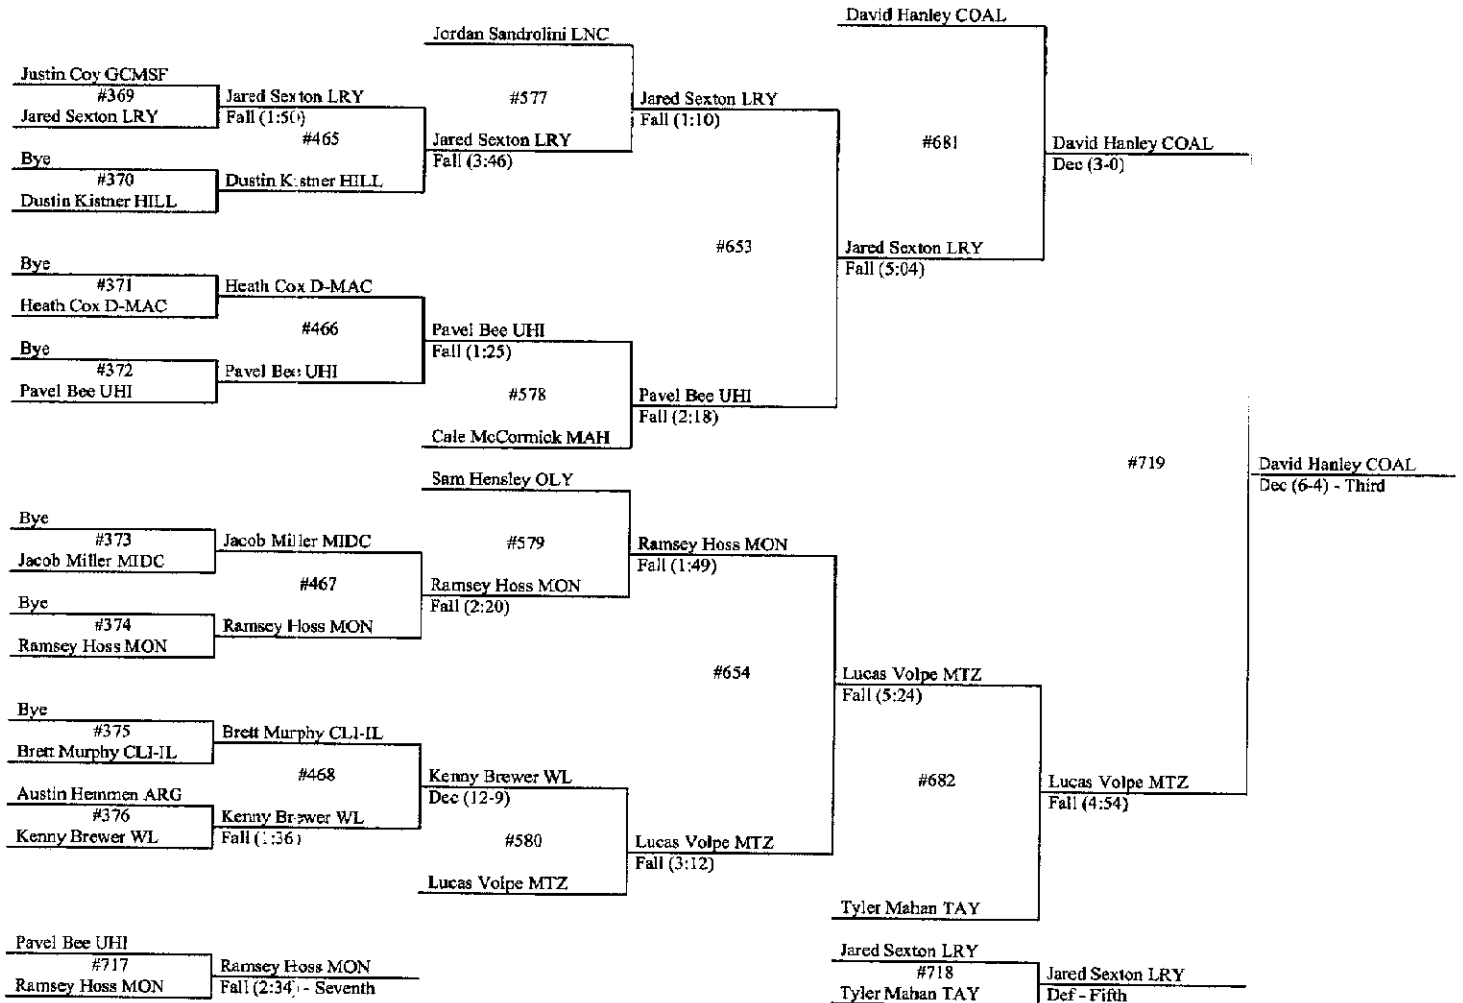 David Hanley COAL
Jordan Sandrolini LNC
Justin Coy GCMSF
#369
Jared Sexton LRY
Jared Sexton LRY
Fall (1:50)
#465
Bye
#370
Dustin Kistner HILL
Dustin Kistner HILL
#577
Jared Sexton LRY
Fall (3:46)
Jared Sexton LRY
Fall (1:10)
#681
David Hanley COAL
Dec (3-0)
#653
Jared Sexton LRY
Fall (5:04)
Bye
#371
Heath Cox D-MAC
Heath Cox D-MAC
#466
Bye
#372
Pavel Bee UHI
Pavel Bee UHI
Pavel Bee UHI
Fall (1:25)
#578
Cale McCormick MAH
Pavel Bee UHI
Fall (2:18)
#719
David Hanley COAL
Dec (6-4) - Third
Sam Hensley OLY
Bye
#373
Jacob Miller MIDC
Jacob Miller MIDC
#467
Bye
#374
Ramsey Hoss MON
Ramsey Hoss MON
#579
Ramsey Hoss MON
Fall (2:20)
Ramsey Hoss MON
Fall (1:49)
#654
Lucas Volpe MTZ
Fall (5:24)
Bye
#375
Brett Murphy CLI-IL
Brett Murphy CLI-IL
#468
Austin Hemmen ARG
#376
Kenny Brewer WL
Kenny Brewer WL
Fall (1:36)
Kenny Brewer WL
Dec (12-9)
#580
Lucas Volpe MTZ
Lucas Volpe MTZ
Fall (3:12)
#682
Lucas Volpe MTZ
Fall (4:54)
Tyler Mahan TAY
Pavel Bee UHI
#717
Ramsey Hoss MON
Ramsey Hoss MON
Fall (2:34) - Seventh
Jared Sexton LRY
#718
Tyler Mahan TAY
Jared Sexton LRY
Def - Fifth